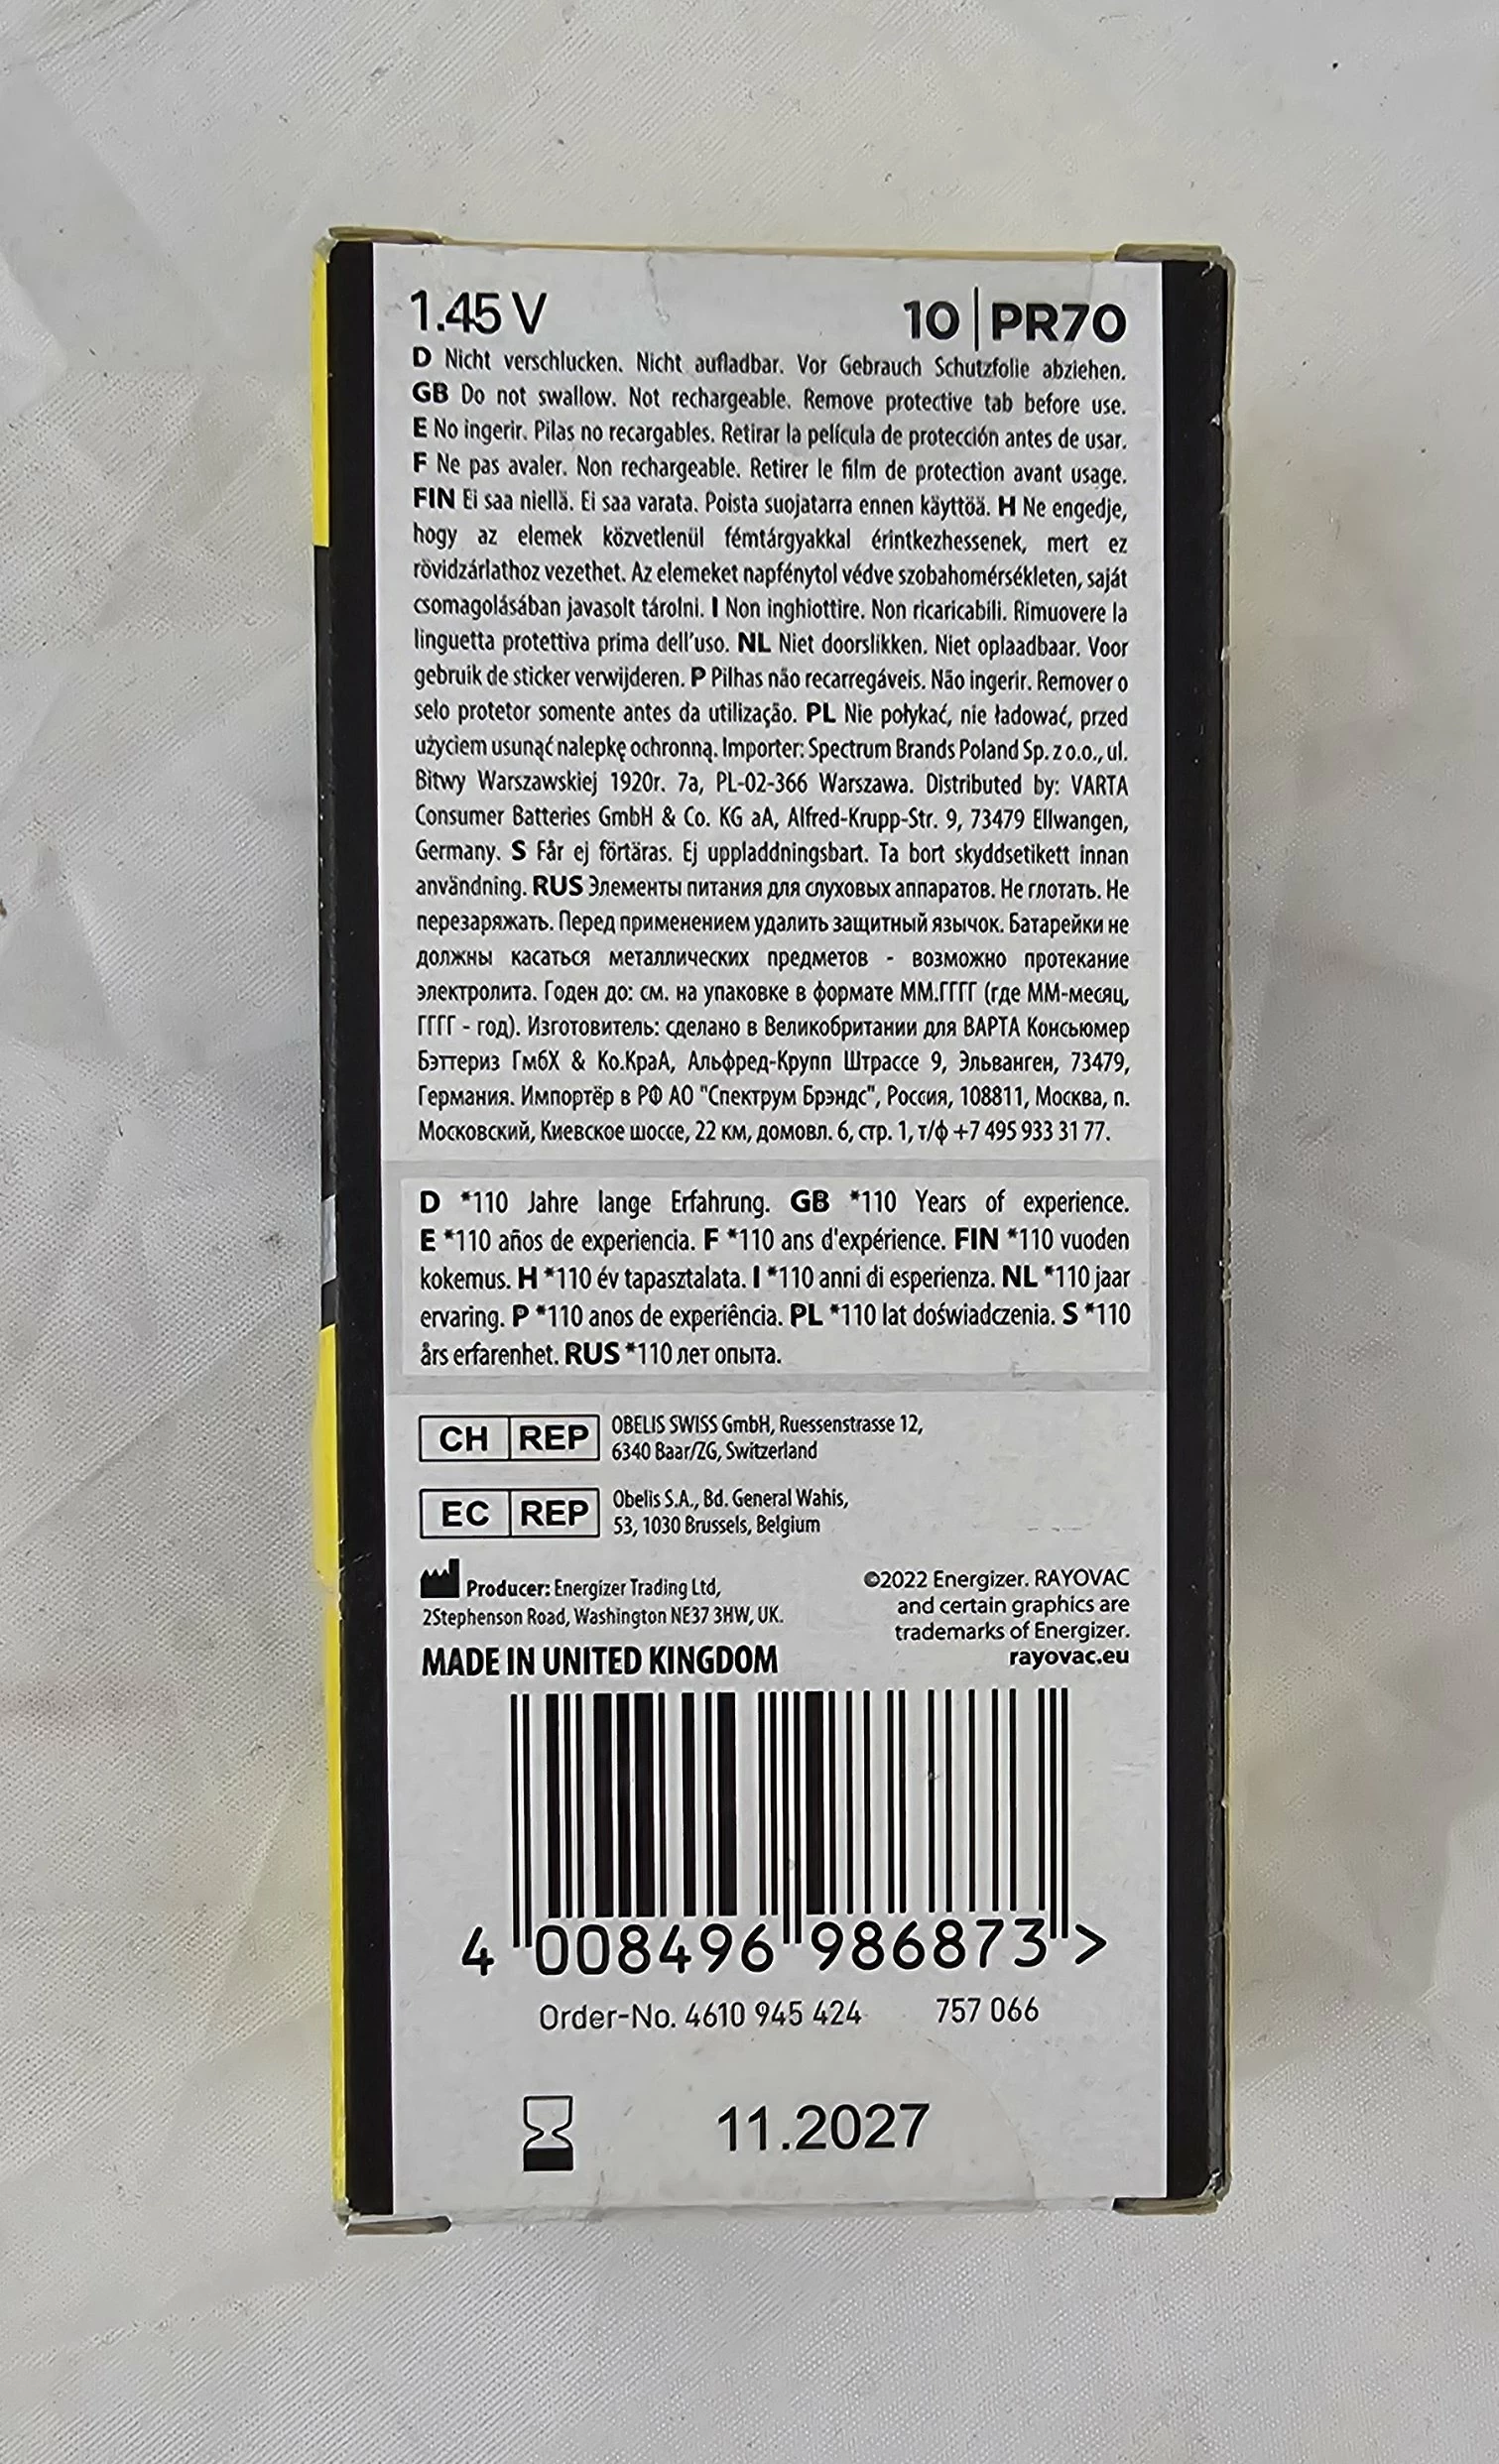 1.45 V
10 | PR70
D Nicht verschlucken. Nicht aufladbar. Vor Gebrauch Schutzfolie abziehen.
GB Do not swallow. Not rechargeable. Remove protective tab before use.
E No ingerir. Pilas no recargables. Retirar la película de protección antes de usar.
F Ne pas avaler. Non rechargeable. Retirer le film de protection avant usage.
FIN Ei saa niellä. Ei saa varata. Poista suojatarra ennen käyttöä. H Ne engedje,
hogy az elemek közvetlenül fémtárgyakkal érintkezhessenek, mert ez
rövidzárlathoz vezethet. Az elemeket napfénytol védve szobahomérsékleten, saját
csomagolásában javasolt tárolni. I Non inghiottire. Non ricaricabili. Rimuovere la
linguetta protettiva prima dell'uso. NL Niet doorslikken. Niet oplaadbaar. Voor
gebruik de sticker verwijderen. P Pilhas não recarregáveis. Não ingerir. Remover o
selo protetor somente antes da utilização. PL Nie połykać, nie ładować, przed
użyciem usunąć nalepkę ochronną. Importer: Spectrum Brands Poland Sp. z o.o., ul.
Bitwy Warszawskiej 1920r. 7a, PL-02-366 Warszawa. Distributed by: VARTA
Consumer Batteries GmbH & Co. KG aA, Alfred-Krupp-Str. 9, 73479 Ellwangen,
Germany. S Får ej förtäras. Ej uppladdningsbart. Ta bort skyddsetikett innan
användning. RUS Элементы питания для слуховых аппаратов. Не глотать. Не
перезаряжать. Перед применением удалить защитный язычок. Батарейки не
должны касаться металлических предметов - возможно протекание
электролита. Годен до: см. на упаковке в формате ММ.ГГГГ (где ММ-месяц,
ГГГГ - год). Изготовитель: сделано в Великобритании для ВАРТА Консьюмер
Бэттериз ГмбХ & Ко.КраА, Альфред-Крупп Штрассе 9, Эльванген, 73479,
Германия. Импортёр в РФ АО "Спектрум Брэндс", Россия, 108811, Москва, п.
Московский, Киевское шоссе, 22 км, домовл. 6, стр. 1, т/ф +7 495 933 31 77.
D *110 Jahre lange Erfahrung. GB *110 Years of experience.
E *110 años de experiencia. F *110 ans d'expérience. FIN *110 vuoden
kokemus. H *110 év tapasztalata. I *110 anni di esperienza. NL *110 jaar
ervaring. P *110 anos de experiência. PL *110 lat doświadczenia. S *110
års erfarenhet. RUS *110 лет опыта.
CH REP
OBELIS SWISS GmbH, Ruessenstrasse 12,
6340 Baar/ZG, Switzerland
EC REP
Obelis S.A., Bd. General Wahis,
53, 1030 Brussels, Belgium
Producer: Energizer Trading Ltd,
2Stephenson Road, Washington NE37 3HW, UK.
MADE IN UNITED KINGDOM
©2022 Energizer. RAYOVAC
and certain graphics are
trademarks of Energizer.
rayovac.eu
4 008496 986873 >
Order-No. 4610 945 424 757 066
11.2027